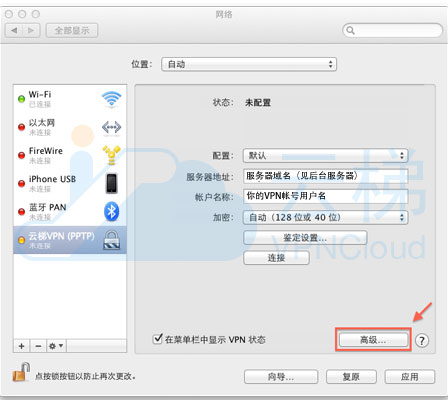 网络
全部显示
位置： 自动
Wi-Fi
已连接
以太网
未连接
FireWire
未连接
iPhone USB
未连接
蓝牙 PAN
未连接
云梯VPN (PPTP)
未连接
状态： 未配置
配置： 默认
服务器地址： 服务器域名（见后台服务器）
帐户名称： 你的VPN帐号用户名
加密： 自动（128 位或 40 位）
鉴定设置...
连接
云梯
VPNCloud
在菜单栏中显示 VPN 状态
高级...
?
点按锁按钮以防止再次更改。
向导...
复原
应用